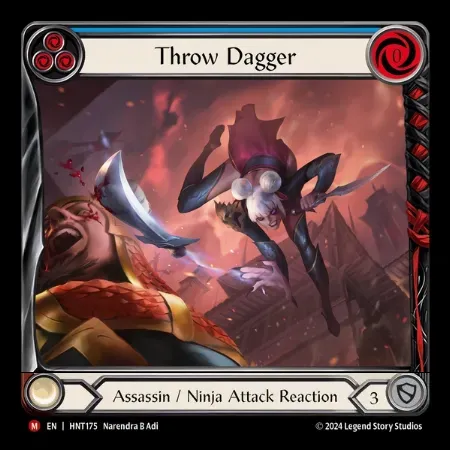 Throw Dagger
0
Assassin / Ninja Attack Reaction
3
M EN | HNT175 Narendra B Adi
© 2024 Legend Story Studios